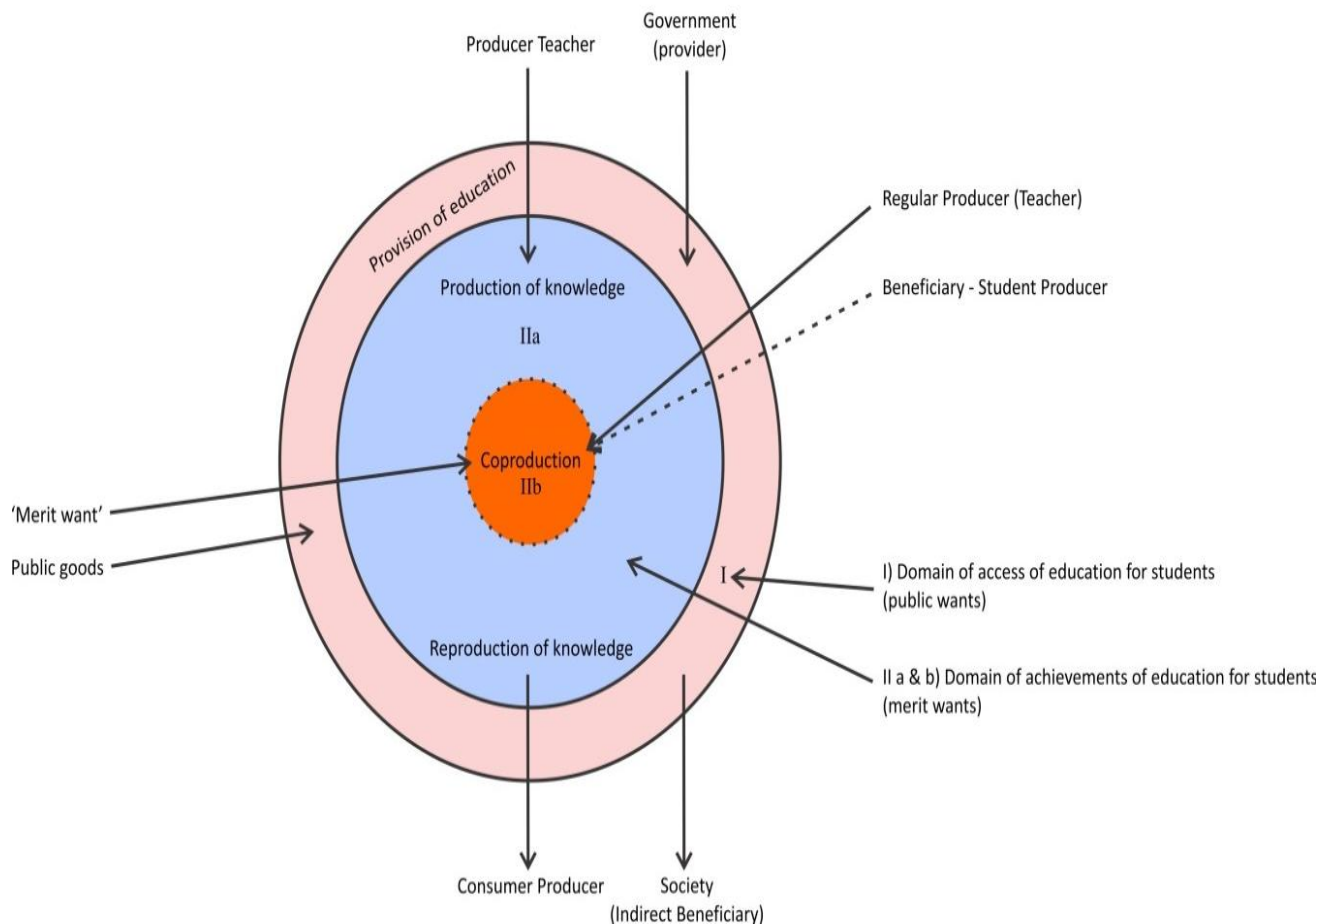 Government
(provider)
Producer Teacher
Provision of education
Regular Producer (Teacher)
Production of knowledge
Beneficiary - Student Producer
IIa
Coproduction
IIb
'Merit want'
Public goods
I
I) Domain of access of education for students
(public wants)
Reproduction of knowledge
II a & b) Domain of achievements of education for students
(merit wants)
Consumer Producer
Society
(Indirect Beneficiary)